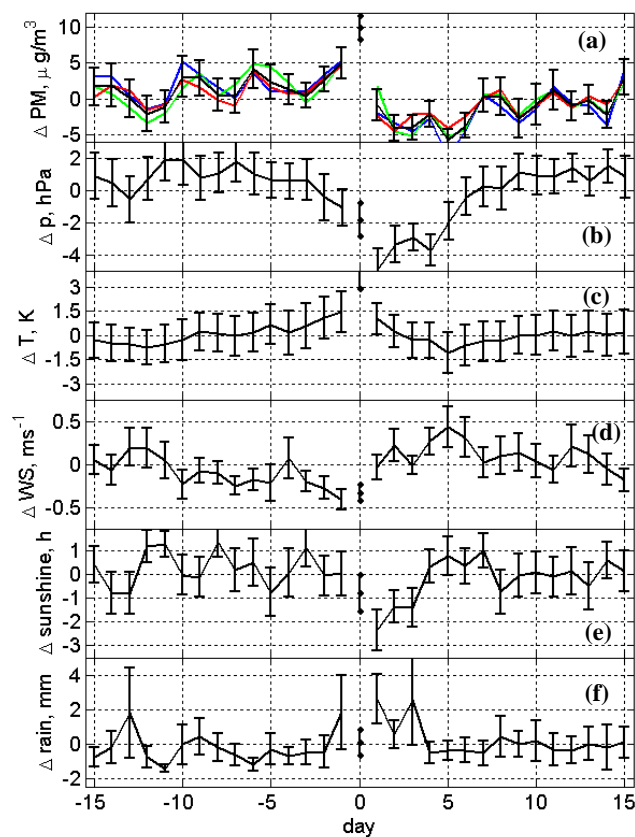 (a)
Δ PM, μ g/m³
10
5
0
-5
(b)
Δ p, hPa
2
0
-2
-4
(c)
Δ T, K
3
1.5
0
-1.5
-3
(d)
Δ WS, ms⁻¹
0.5
0
-0.5
(e)
Δ sunshine, h
1
0
-1
-2
-3
(f)
Δ rain, mm
4
2
0
-2
-15 -10 -5 0 5 10 15
day